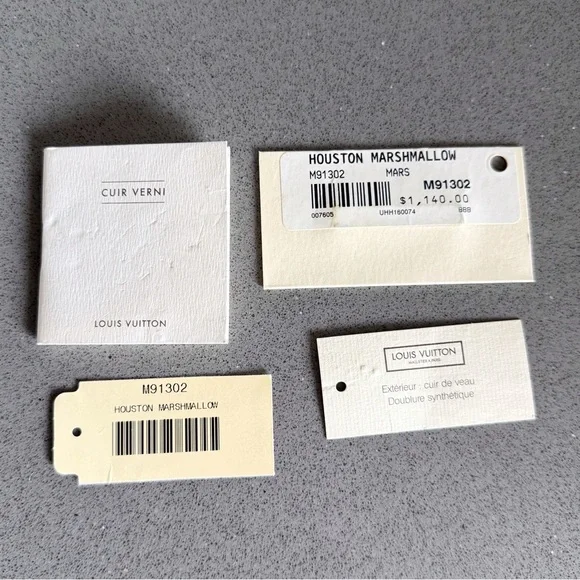 CUIR VERNI
LOUIS VUITTON
HOUSTON MARSHMALLOW
M91302 MARS
M91302
$1,140.00
007605 UHH160074 9BB
M91302
HOUSTON MARSHMALLOW
LOUIS VUITTON
Extérieur : cuir de veau
Doublure synthétique